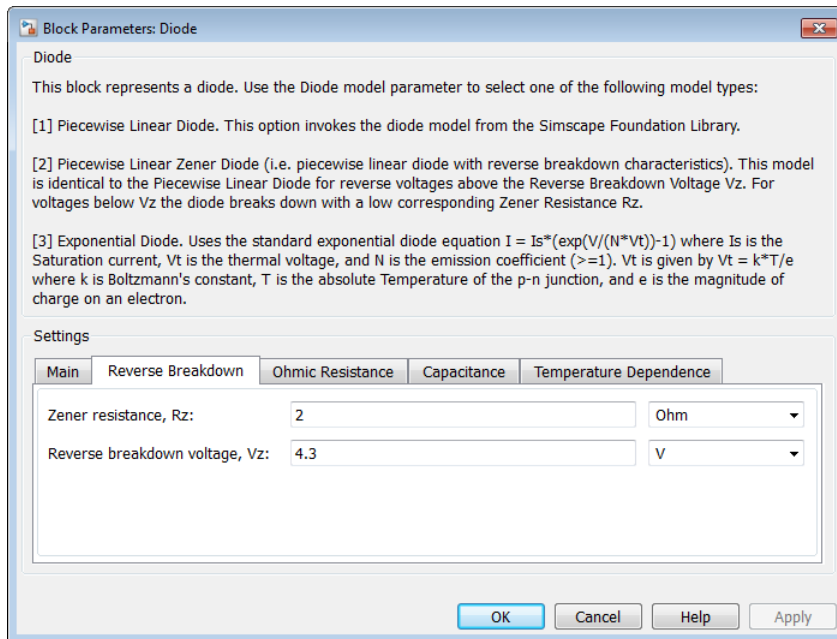 Block Parameters: Diode
Diode
This block represents a diode. Use the Diode model parameter to select one of the following model types:
[1] Piecewise Linear Diode. This option invokes the diode model from the Simscape Foundation Library.
[2] Piecewise Linear Zener Diode (i.e. piecewise linear diode with reverse breakdown characteristics). This model
is identical to the Piecewise Linear Diode for reverse voltages above the Reverse Breakdown Voltage Vz. For
voltages below Vz the diode breaks down with a low corresponding Zener Resistance Rz.
[3] Exponential Diode. Uses the standard exponential diode equation I = Is*(exp(V/(N*Vt))-1) where Is is the
Saturation current, Vt is the thermal voltage, and N is the emission coefficient (>=1). Vt is given by Vt = k*T/e
where k is Boltzmann's constant, T is the absolute Temperature of the p-n junction, and e is the magnitude of
charge on an electron.
Settings
Main Reverse Breakdown Ohmic Resistance Capacitance Temperature Dependence
Zener resistance, Rz: 2 Ohm
Reverse breakdown voltage, Vz: 4.3 V
OK Cancel Help Apply